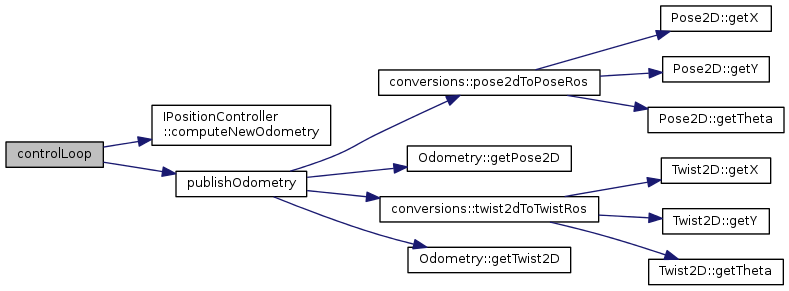 controlLoop
IPositionController
::computeNewOdometry
publishOdometry
conversions::pose2dToPoseRos
Odometry::getPose2D
conversions::twist2dToTwistRos
Odometry::getTwist2D
Pose2D::getX
Pose2D::getY
Pose2D::getTheta
Twist2D::getX
Twist2D::getY
Twist2D::getTheta